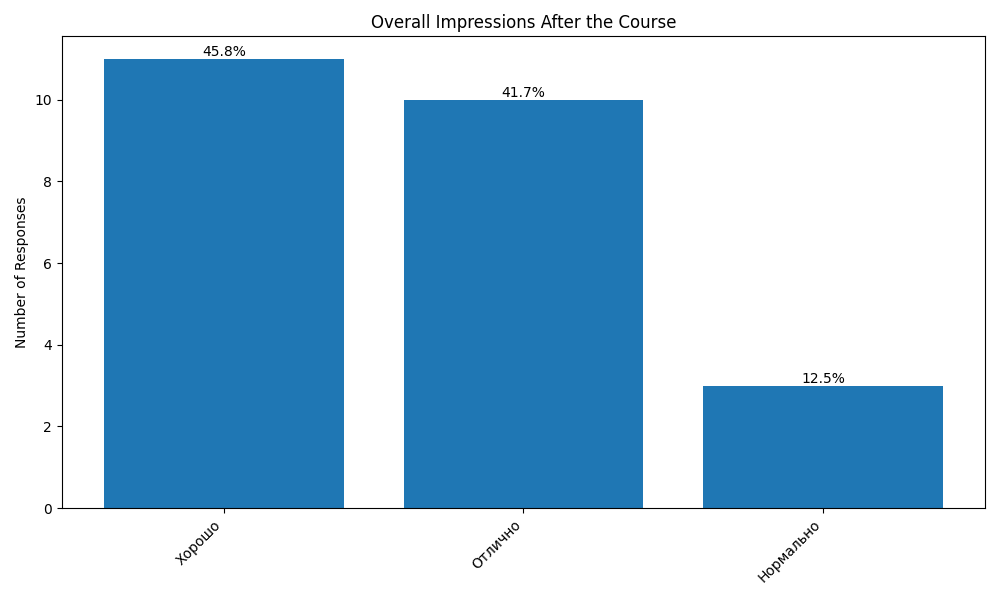 Overall Impressions After the Course
45.8%
41.7%
12.5%
Number of Responses
10
8
6
4
2
0
Хорошо
Отлично
Нормально